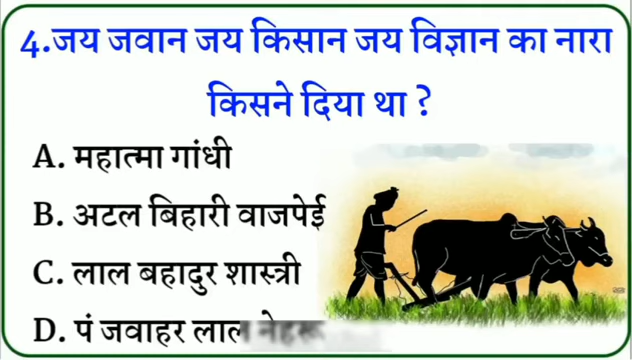 4.जय जवान जय किसान जय विज्ञान का नारा
किसने दिया था ?
A. महात्मा गांधी
B. अटल बिहारी वाजपेई
C. लाल बहादुर शास्त्री
D. पं जवाहर लाल नेहरू